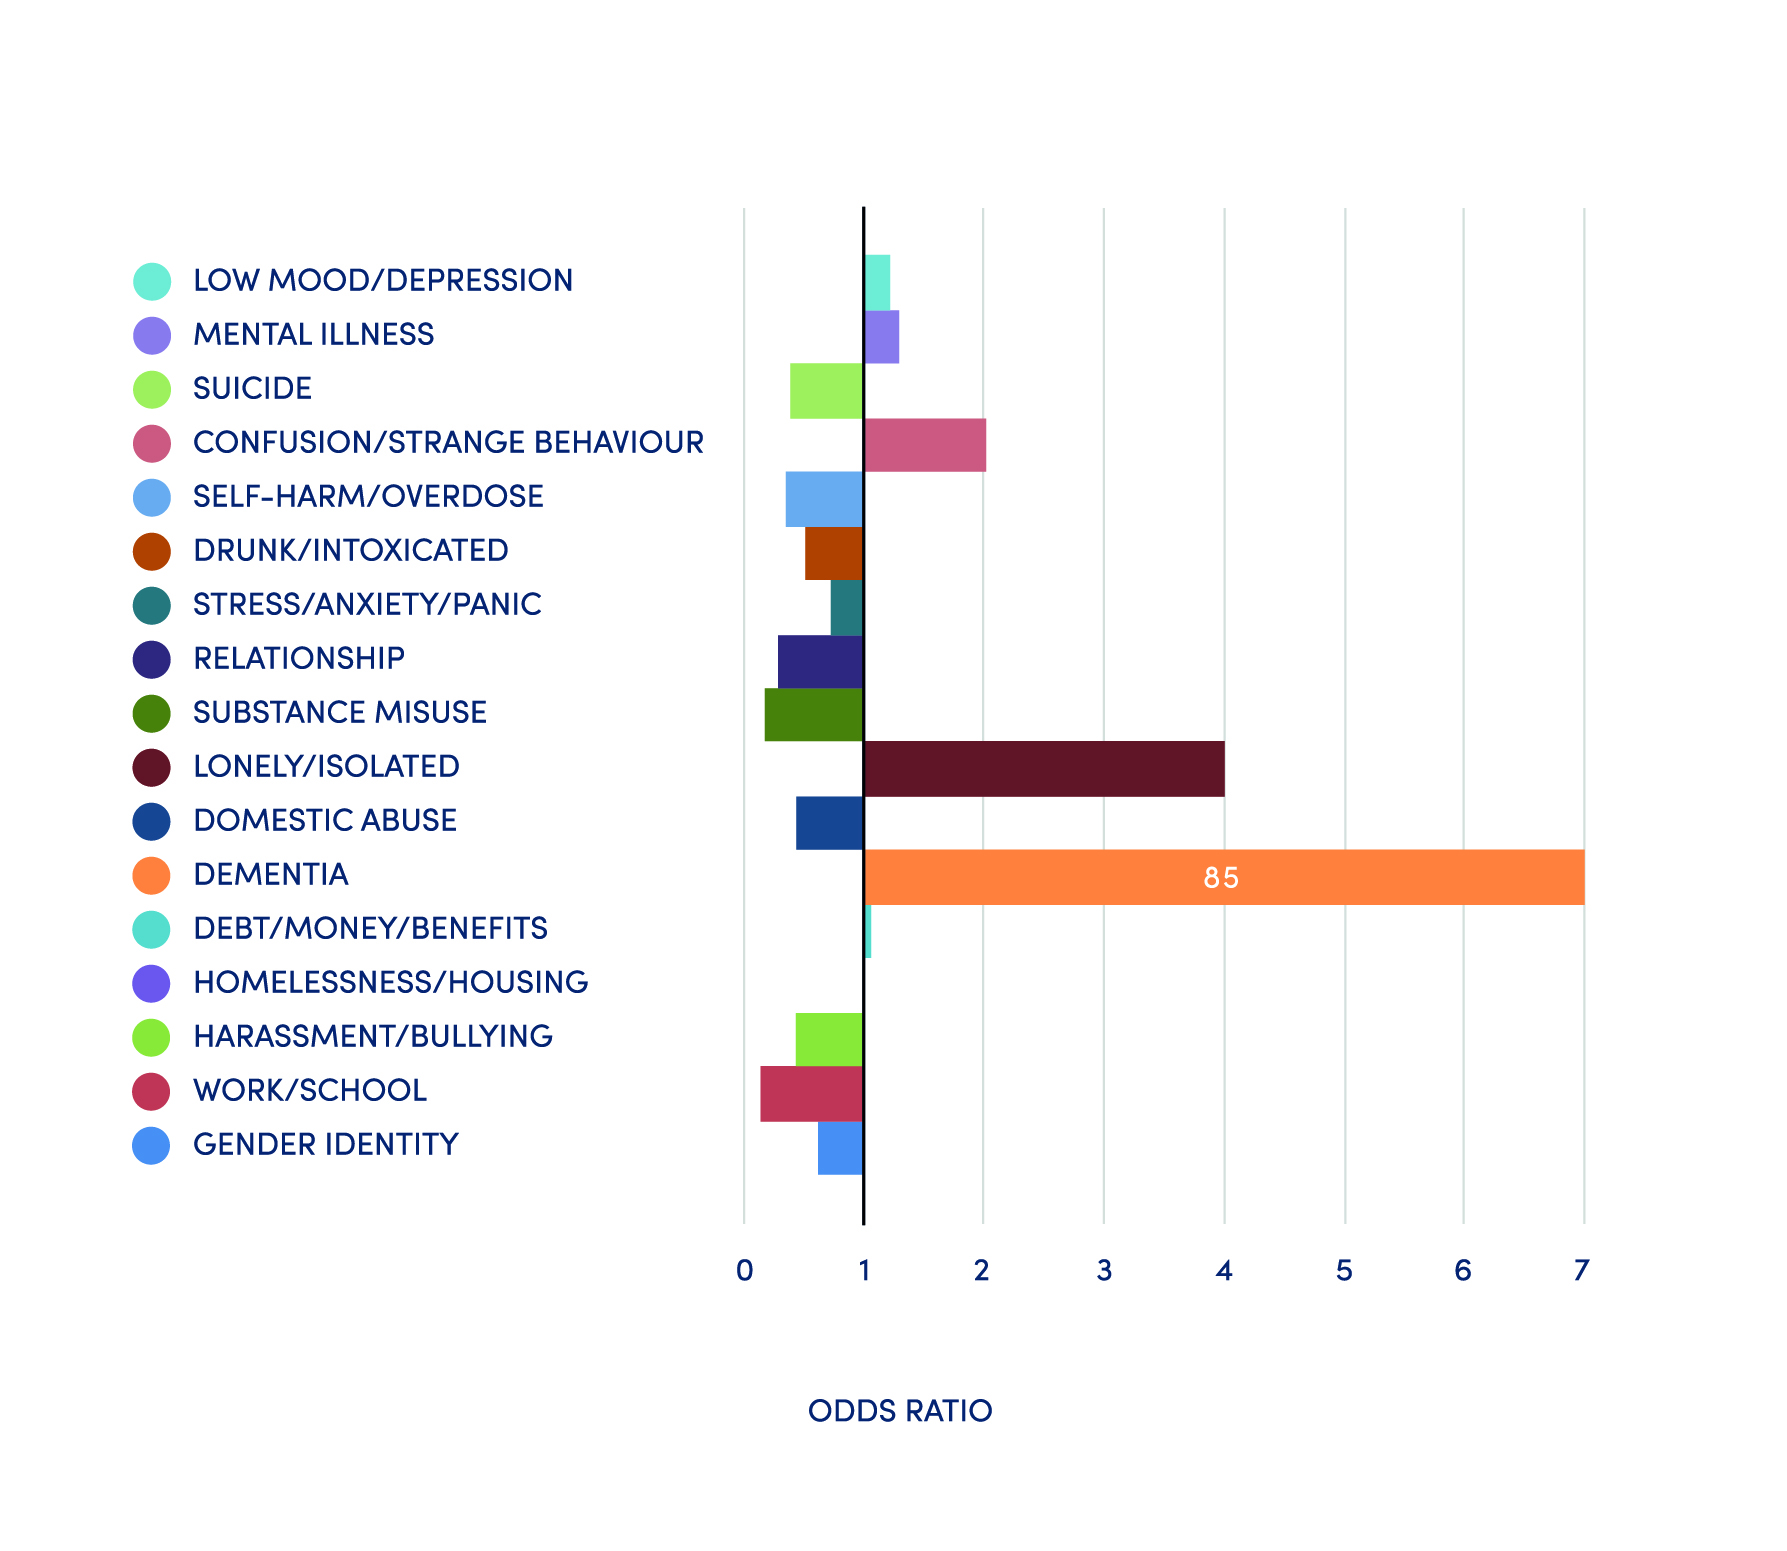 LOW MOOD/DEPRESSION
MENTAL ILLNESS
SUICIDE
CONFUSION/STRANGE BEHAVIOUR
SELF-HARM/OVERDOSE
DRUNK/INTOXICATED
STRESS/ANXIETY/PANIC
RELATIONSHIP
SUBSTANCE MISUSE
LONELY/ISOLATED
DOMESTIC ABUSE
DEMENTIA
85
DEBT/MONEY/BENEFITS
HOMELESSNESS/HOUSING
HARASSMENT/BULLYING
WORK/SCHOOL
GENDER IDENTITY
0 1 2 3 4 5 6 7
ODDS RATIO